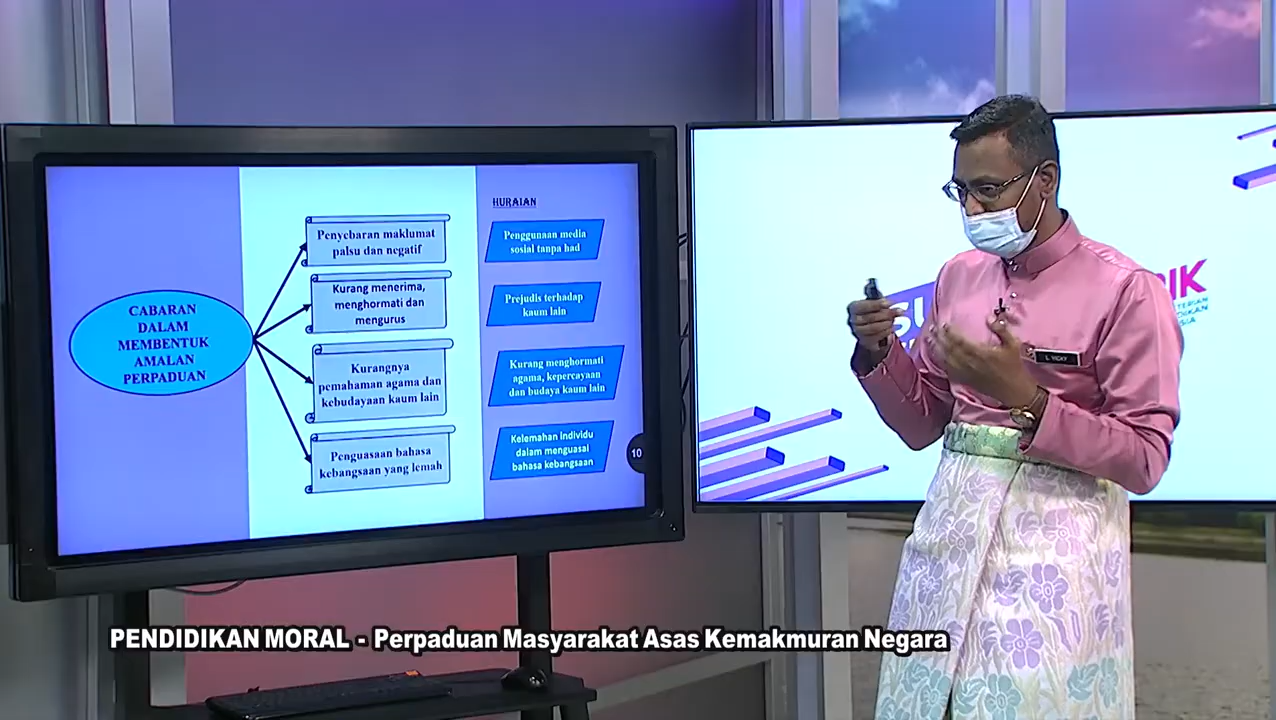 CABARAN
DALAM
MEMBENTUK
AMALAN
PERPADUAN
Penyebaran maklumat
palsu dan negatif
Kurang menerima,
menghormati dan
mengurus
Kurangnya
pemahaman agama dan
kebudayaan kaum lain
Penguasaan bahasa
kebangsaan yang lemah
HURAIAN
Penggunaan media
sosial tanpa had
Prejudis terhadap
kaum lain
Kurang menghormati
agama, kepercayaan
dan budaya kaum lain
Kelemahan individu
dalam menguasai
bahasa kebangsaan
10
PENDIDIKAN MORAL - Perpaduan Masyarakat Asas Kemakmuran Negara